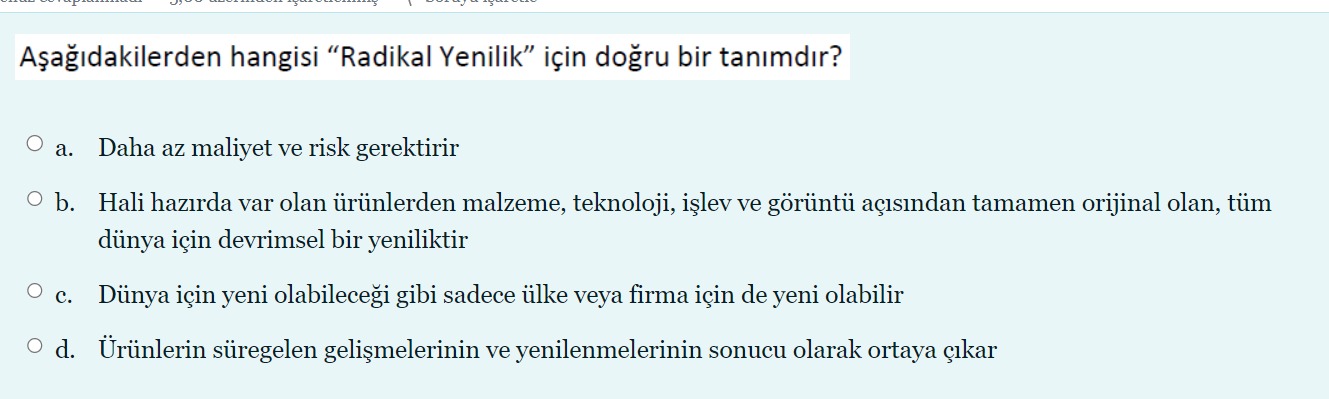 Aşağıdakilerden hangisi “Radikal Yenilik” için doğru bir tanımdır?
a. Daha az maliyet ve risk gerektirir
b. Hali hazırda var olan ürünlerden malzeme, teknoloji, işlev ve görüntü açısından tamamen orijinal olan, tüm
dünya için devrimsel bir yeniliktir
c. Dünya için yeni olabileceği gibi sadece ülke veya firma için de yeni olabilir
d. Ürünlerin süregelen gelişmelerinin ve yenilenmelerinin sonucu olarak ortaya çıkar